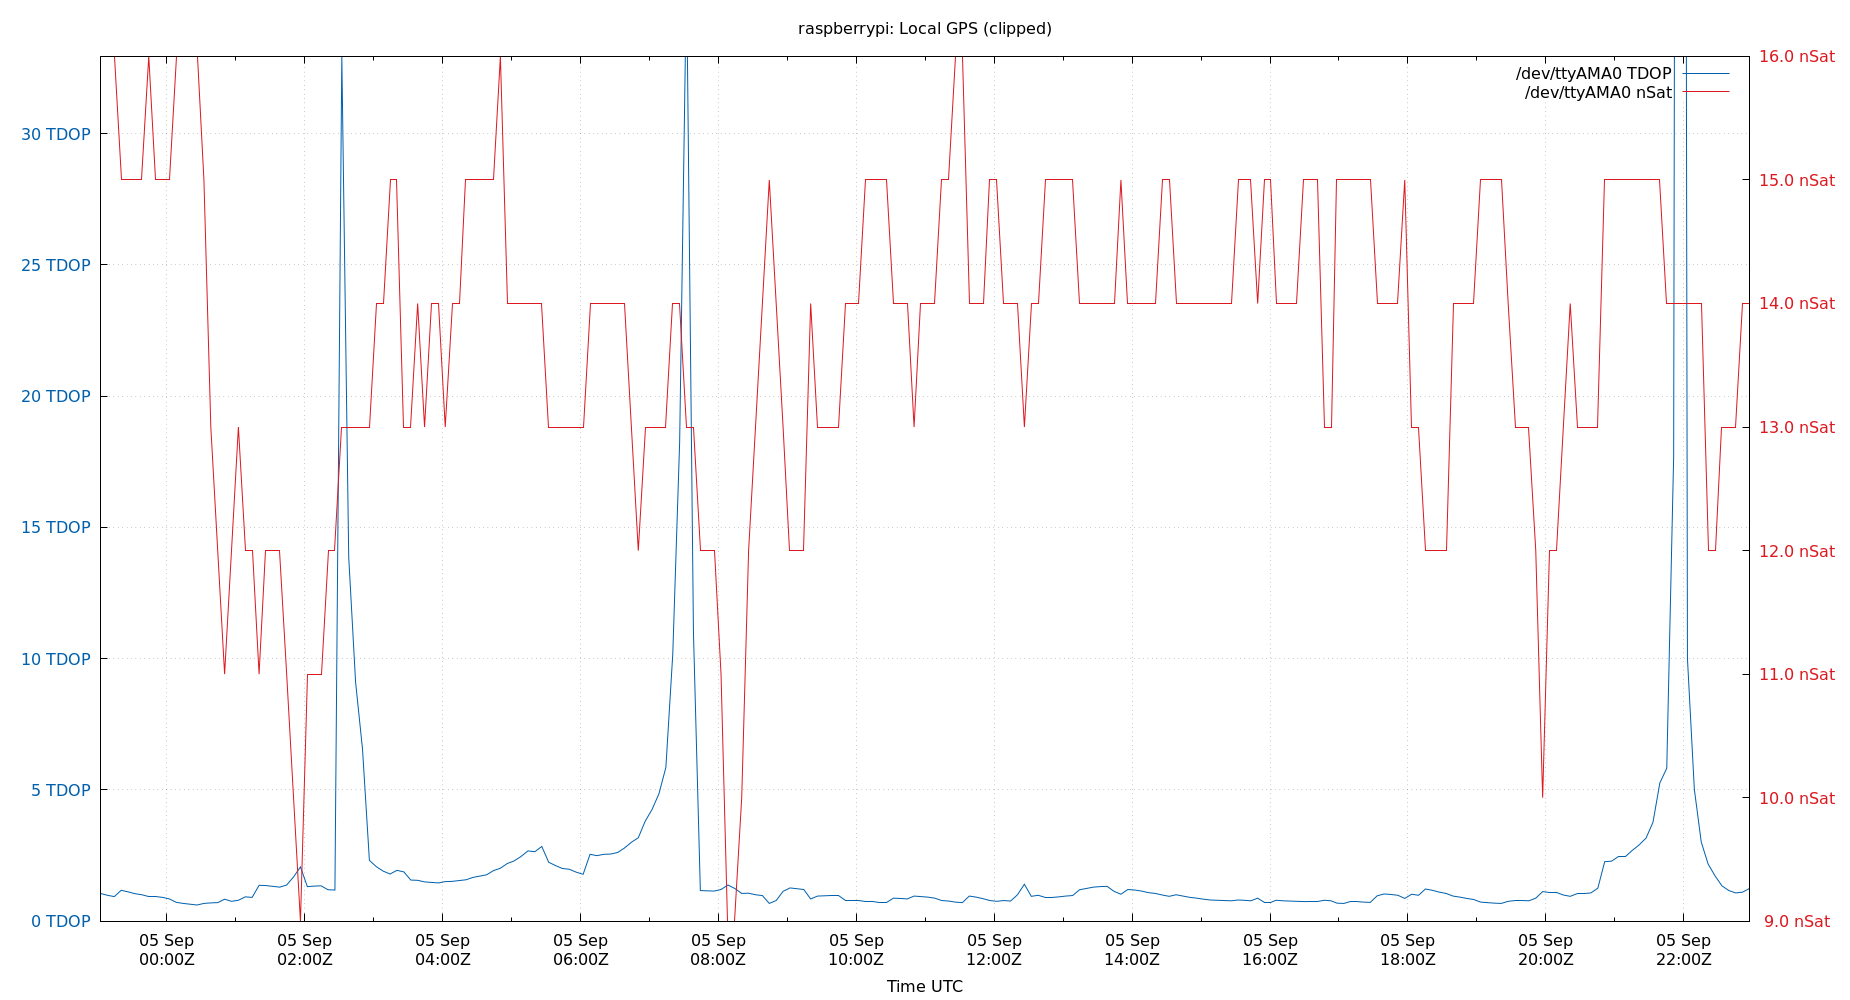 raspberrypi: Local GPS (clipped)
/dev/ttyAMA0 TDOP
/dev/ttyAMA0 nSat
30 TDOP
25 TDOP
20 TDOP
15 TDOP
10 TDOP
5 TDOP
0 TDOP
16.0 nSat
15.0 nSat
14.0 nSat
13.0 nSat
12.0 nSat
11.0 nSat
10.0 nSat
9.0 nSat
05 Sep
00:00Z
05 Sep
02:00Z
05 Sep
04:00Z
05 Sep
06:00Z
05 Sep
08:00Z
05 Sep
10:00Z
05 Sep
12:00Z
05 Sep
14:00Z
05 Sep
16:00Z
05 Sep
18:00Z
05 Sep
20:00Z
05 Sep
22:00Z
Time UTC